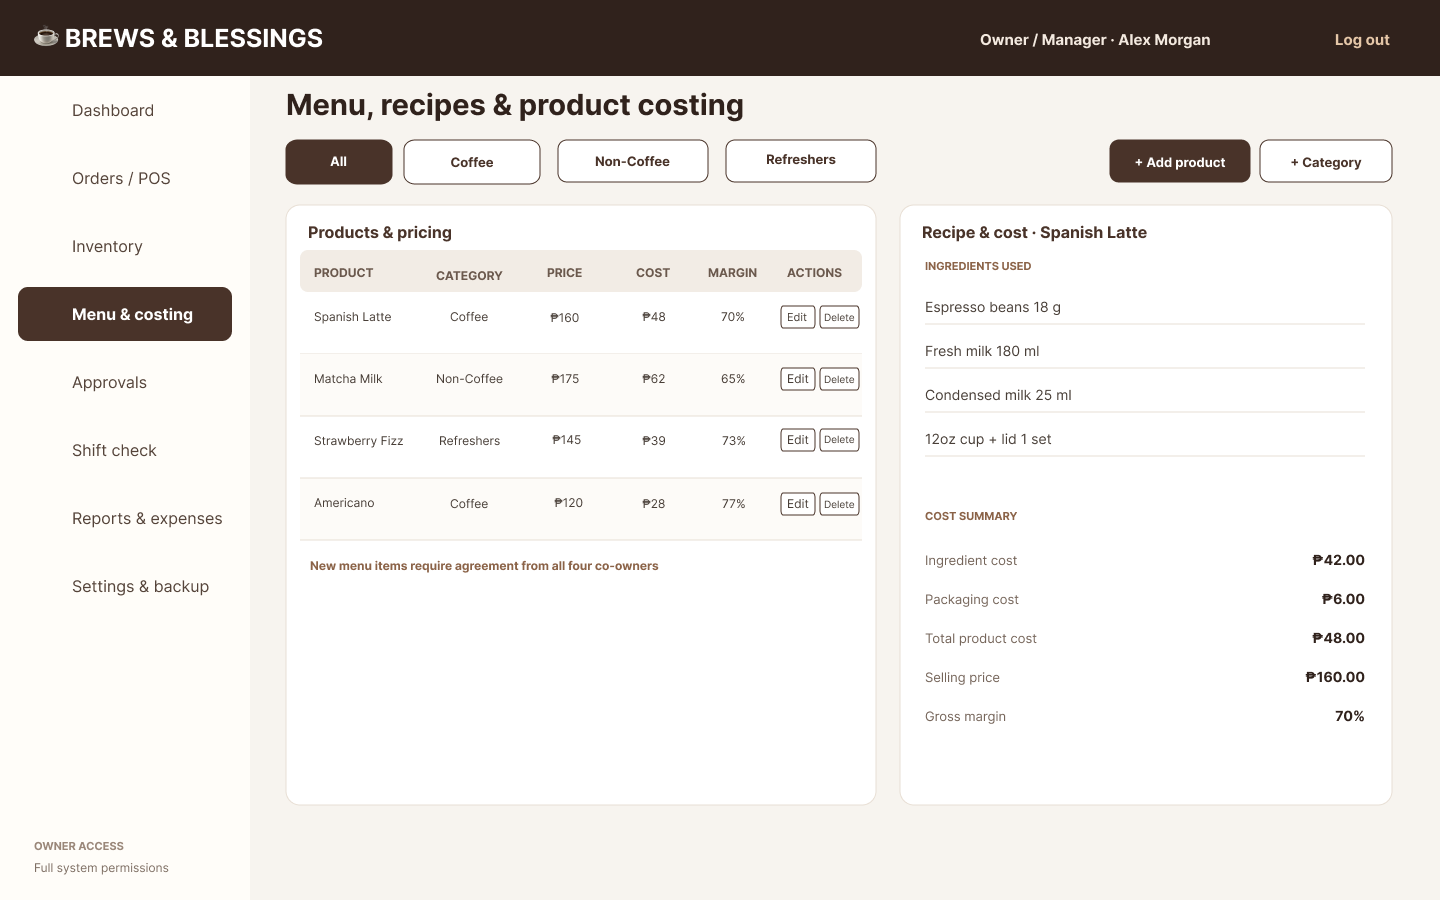 BREWS & BLESSINGS
Owner / Manager · Alex Morgan
Log out
Dashboard
Orders / POS
Inventory
Menu & costing
Approvals
Shift check
Reports & expenses
Settings & backup
OWNER ACCESS
Full system permissions
Menu, recipes & product costing
All Coffee Non-Coffee Refreshers
+ Add product + Category
Products & pricing
PRODUCT CATEGORY PRICE COST MARGIN ACTIONS
Spanish Latte Coffee ₱160 ₱48 70% Edit Delete
Matcha Milk Non-Coffee ₱175 ₱62 65% Edit Delete
Strawberry Fizz Refreshers ₱145 ₱39 73% Edit Delete
Americano Coffee ₱120 ₱28 77% Edit Delete
New menu items require agreement from all four co-owners
Recipe & cost · Spanish Latte
INGREDIENTS USED
Espresso beans 18 g
Fresh milk 180 ml
Condensed milk 25 ml
12oz cup + lid 1 set
COST SUMMARY
Ingredient cost ₱42.00
Packaging cost ₱6.00
Total product cost ₱48.00
Selling price ₱160.00
Gross margin 70%